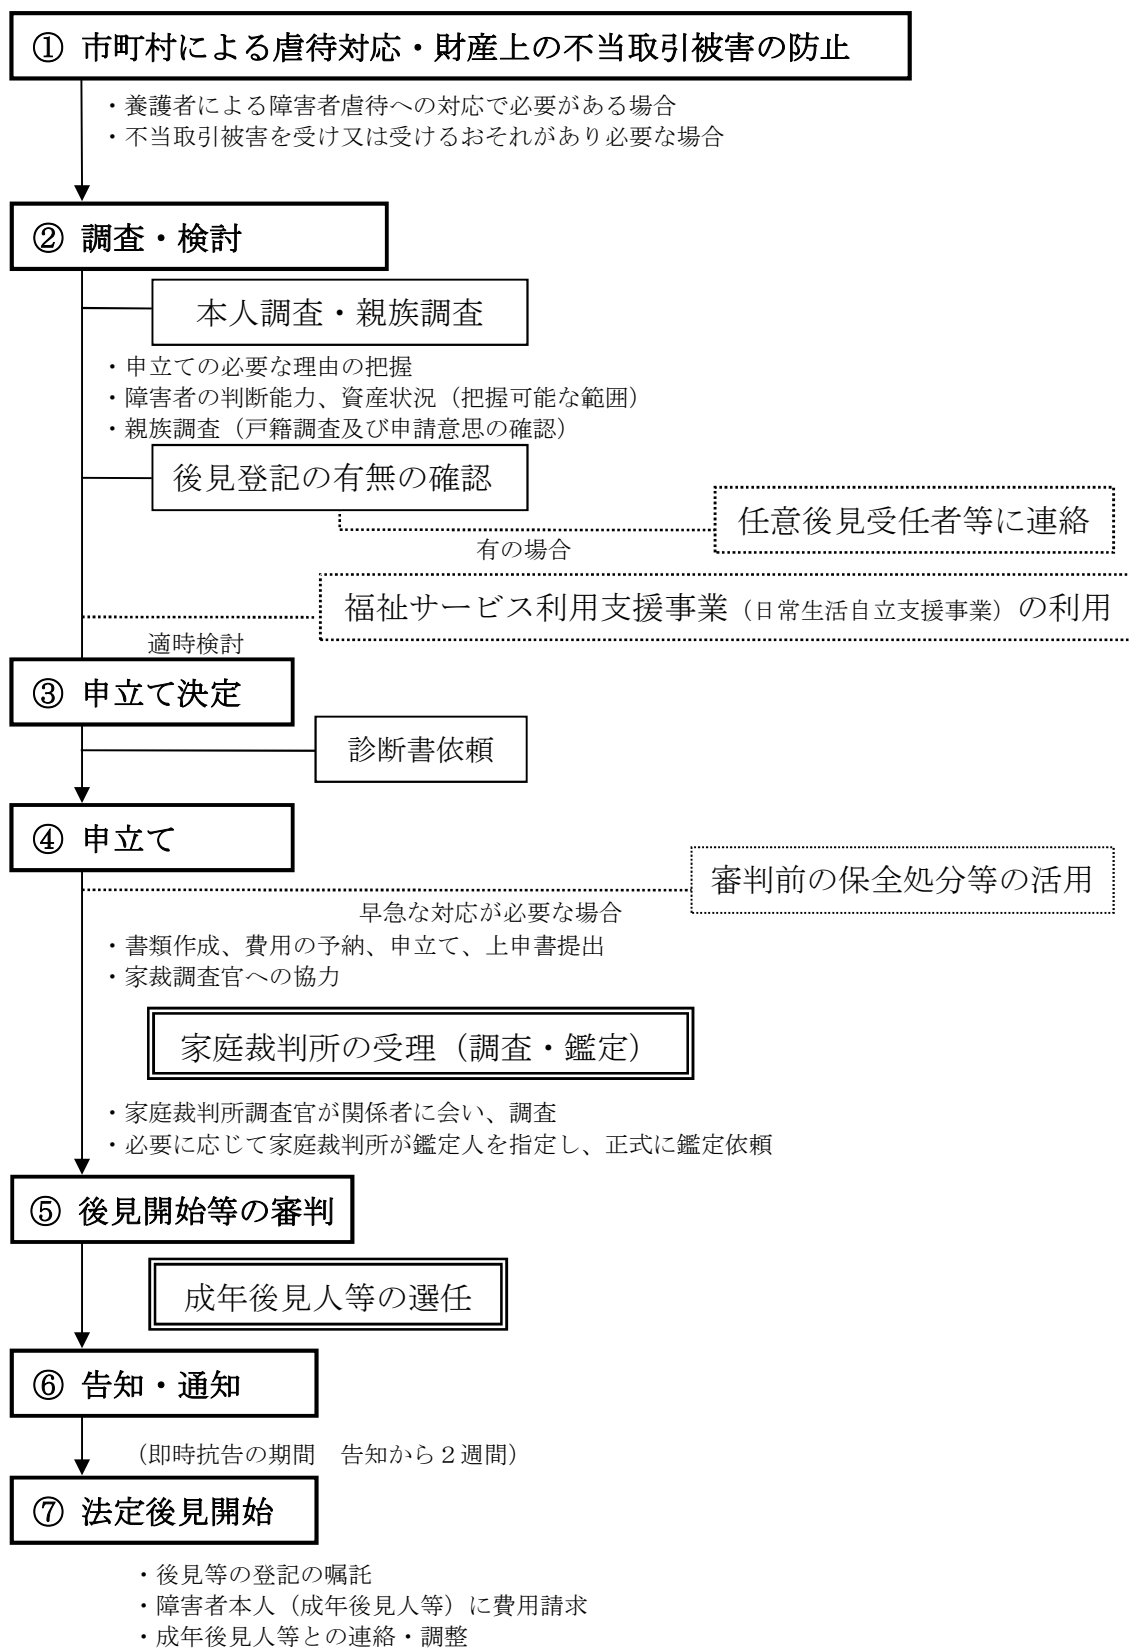 ① 市町村による虐待対応・財産上の不当取引被害の防止
・養護者による障害者虐待への対応で必要がある場合
・不当取引被害を受け又は受けるおそれがあり必要な場合
② 調査・検討
本人調査・親族調査
・申立ての必要な理由の把握
・障害者の判断能力、資産状況（把握可能な範囲）
・親族調査（戸籍調査及び申請意思の確認）
後見登記の有無の確認
任意後見受任者等に連絡
有の場合
福祉サービス利用支援事業（日常生活自立支援事業）の利用
適時検討
③ 申立て決定
診断書依頼
④ 申立て
審判前の保全処分等の活用
早急な対応が必要な場合
・書類作成、費用の予納、申立て、上申書提出
・家裁調査官への協力
家庭裁判所の受理（調査・鑑定）
・家庭裁判所調査官が関係者に会い、調査
・必要に応じて家庭裁判所が鑑定人を指定し、正式に鑑定依頼
⑤ 後見開始等の審判
成年後見人等の選任
⑥ 告知・通知
（即時抗告の期間　告知から２週間）
⑦ 法定後見開始
・後見等の登記の嘱託
・障害者本人（成年後見人等）に費用請求
・成年後見人等との連絡・調整